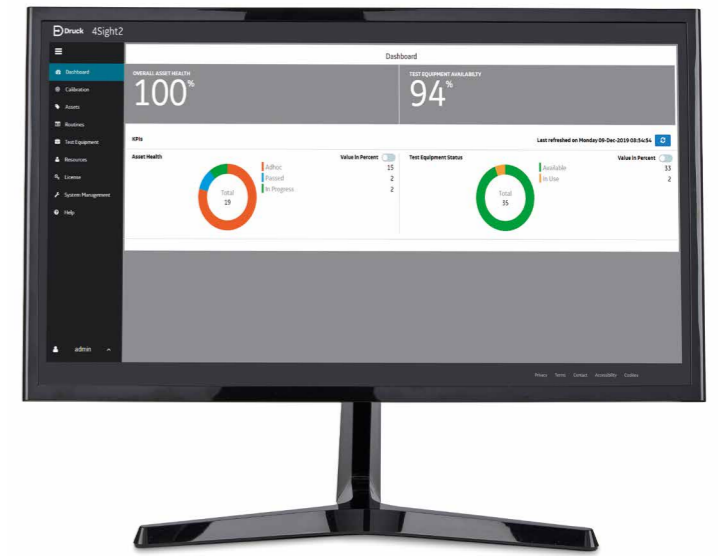 Druck 4Sight2
Dashboard
Dashboard
Calibration
Assets
Routines
Test Equipment
Resources
License
System Management
Help
admin
OVERALL ASSET HEALTH
100%
TEST EQUIPMENT AVAILABILTY
94%
KPIs
Last refreshed on Monday 09-Dec-2019 08:54:54
Asset Health
Value in Percent
Total
19
Adhoc 15
Passed 2
In Progress 2
Test Equipment Status
Value in Percent
Total
35
Available 33
In Use 2
Privacy Terms Contact Accessibility Cookies